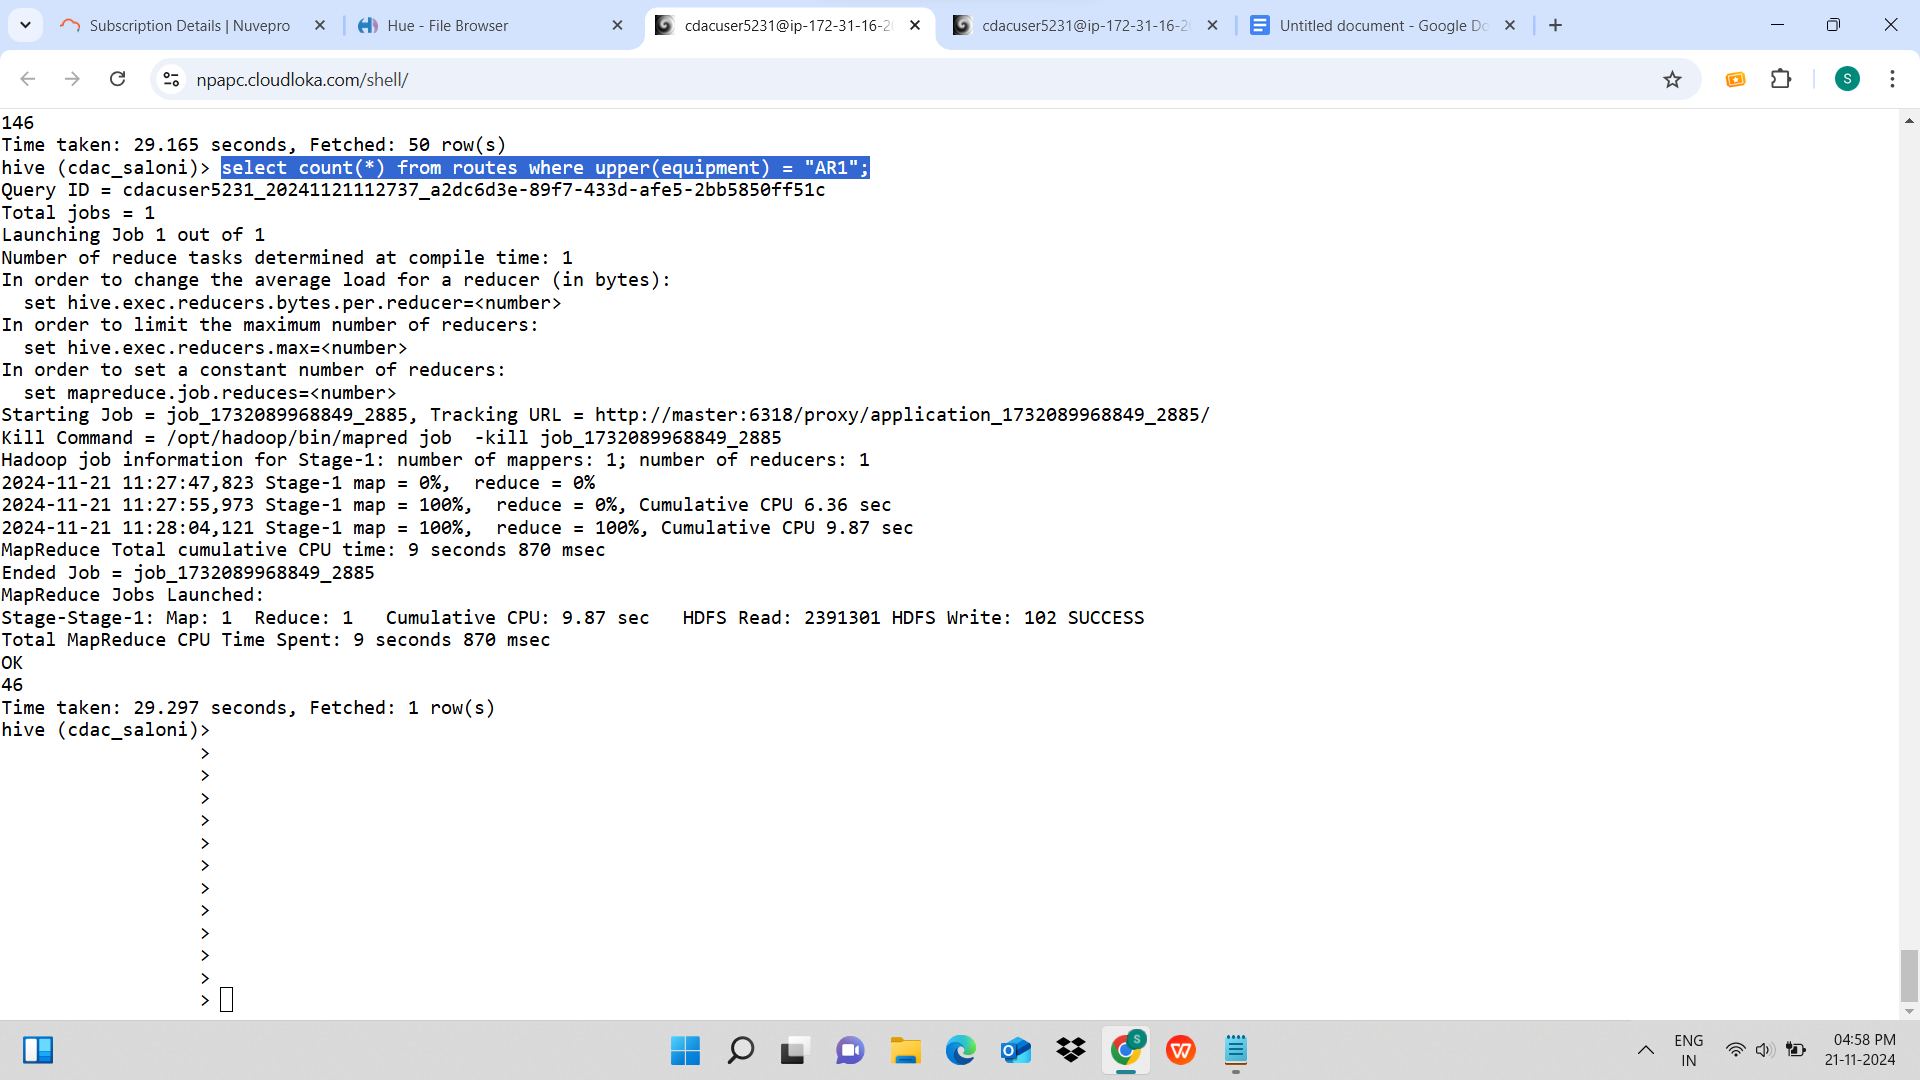 Subscription Details | Nuvepro
Hue - File Browser
cdacuser5231@ip-172-31-16-2
cdacuser5231@ip-172-31-16-2
Untitled document - Google Do
npapc.cloudloka.com/shell/
S
146
Time taken: 29.165 seconds, Fetched: 50 row(s)
hive (cdac_saloni)> select count(*) from routes where upper(equipment) = "AR1";
Query ID = cdacuser5231_20241121112737_a2dc6d3e-89f7-433d-afe5-2bb5850ff51c
Total jobs = 1
Launching Job 1 out of 1
Number of reduce tasks determined at compile time: 1
In order to change the average load for a reducer (in bytes):
  set hive.exec.reducers.bytes.per.reducer=<number>
In order to limit the maximum number of reducers:
  set hive.exec.reducers.max=<number>
In order to set a constant number of reducers:
  set mapreduce.job.reduces=<number>
Starting Job = job_1732089968849_2885, Tracking URL = http://master:6318/proxy/application_1732089968849_2885/
Kill Command = /opt/hadoop/bin/mapred job  -kill job_1732089968849_2885
Hadoop job information for Stage-1: number of mappers: 1; number of reducers: 1
2024-11-21 11:27:47,823 Stage-1 map = 0%,  reduce = 0%
2024-11-21 11:27:55,973 Stage-1 map = 100%,  reduce = 0%, Cumulative CPU 6.36 sec
2024-11-21 11:28:04,121 Stage-1 map = 100%,  reduce = 100%, Cumulative CPU 9.87 sec
MapReduce Total cumulative CPU time: 9 seconds 870 msec
Ended Job = job_1732089968849_2885
MapReduce Jobs Launched:
Stage-Stage-1: Map: 1  Reduce: 1   Cumulative CPU: 9.87 sec   HDFS Read: 2391301 HDFS Write: 102 SUCCESS
Total MapReduce CPU Time Spent: 9 seconds 870 msec
OK
46
Time taken: 29.297 seconds, Fetched: 1 row(s)
hive (cdac_saloni)>
>
>
>
>
>
>
>
>
>
>
>
>
ENG
IN
04:58 PM
21-11-2024